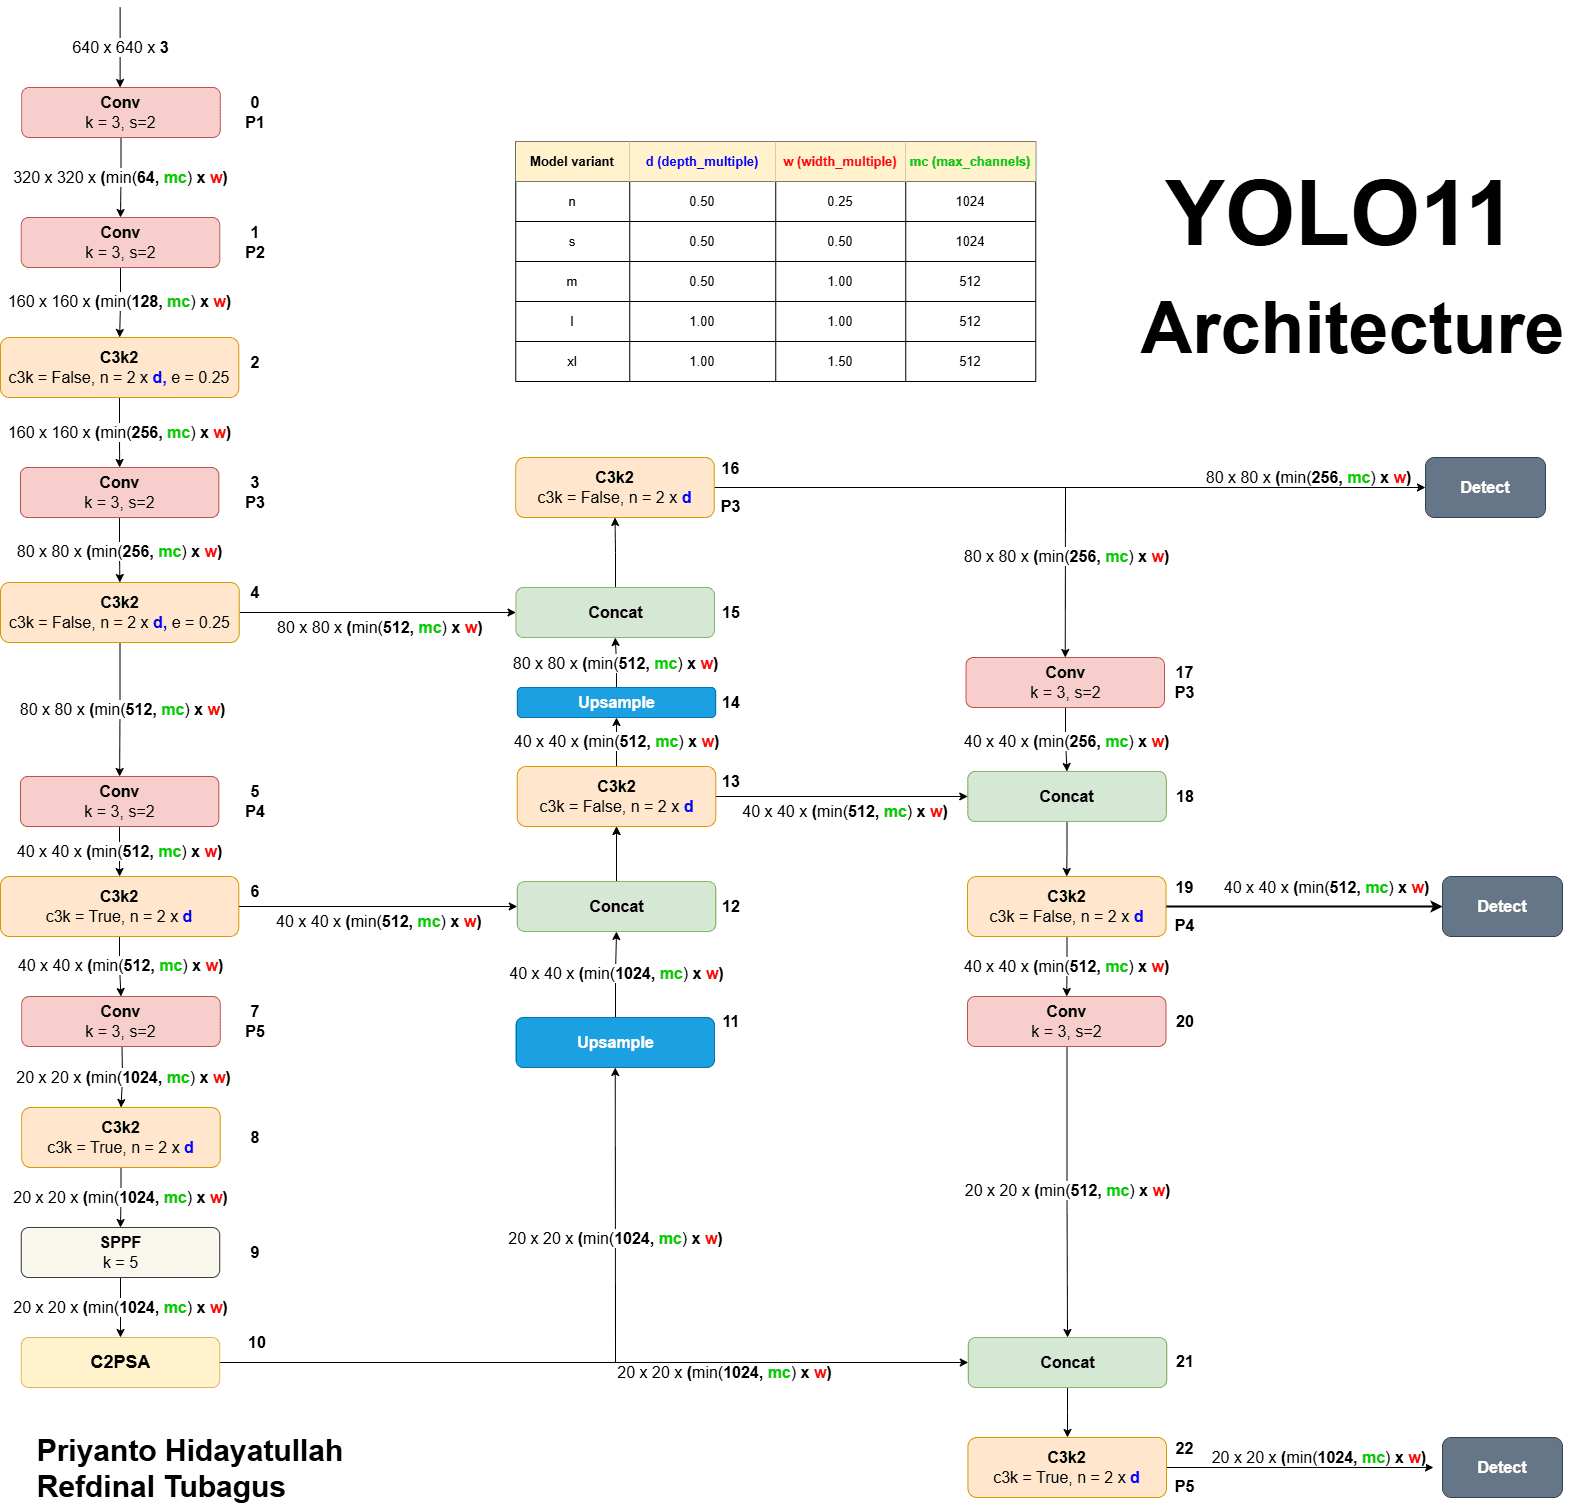 640 x 640 x 3
Conv
k = 3, s=2
0
P1
320 x 320 x (min(64, mc) x w)
Conv
k = 3, s=2
1
P2
160 x 160 x (min(128, mc) x w)
C3k2
c3k = False, n = 2 x d, e = 0.25
2
160 x 160 x (min(256, mc) x w)
Conv
k = 3, s=2
3
P3
80 x 80 x (min(256, mc) x w)
C3k2
c3k = False, n = 2 x d, e = 0.25
4
80 x 80 x (min(512, mc) x w)
80 x 80 x (min(512, mc) x w)
Conv
k = 3, s=2
5
P4
40 x 40 x (min(512, mc) x w)
C3k2
c3k = True, n = 2 x d
6
40 x 40 x (min(512, mc) x w)
40 x 40 x (min(512, mc) x w)
Conv
k = 3, s=2
7
P5
20 x 20 x (min(1024, mc) x w)
C3k2
c3k = True, n = 2 x d
8
20 x 20 x (min(1024, mc) x w)
SPPF
k = 5
9
20 x 20 x (min(1024, mc) x w)
C2PSA
10
20 x 20 x (min(1024, mc) x w)
Priyanto Hidayatullah
Refdinal Tubagus
Model variant d (depth_multiple) w (width_multiple) mc (max_channels)
n 0.50 0.25 1024
s 0.50 0.50 1024
m 0.50 1.00 512
l 1.00 1.00 512
xl 1.00 1.50 512
YOLO11
Architecture
C3k2
c3k = False, n = 2 x d
16
P3
Concat
15
80 x 80 x (min(512, mc) x w)
Upsample
14
40 x 40 x (min(512, mc) x w)
C3k2
c3k = False, n = 2 x d
13
40 x 40 x (min(512, mc) x w)
Concat
12
40 x 40 x (min(1024, mc) x w)
Upsample
11
20 x 20 x (min(1024, mc) x w)
80 x 80 x (min(256, mc) x w)
Detect
80 x 80 x (min(256, mc) x w)
Conv
k = 3, s=2
17
P3
40 x 40 x (min(256, mc) x w)
Concat
18
C3k2
c3k = False, n = 2 x d
19
P4
40 x 40 x (min(512, mc) x w)
Detect
40 x 40 x (min(512, mc) x w)
Conv
k = 3, s=2
20
20 x 20 x (min(512, mc) x w)
Concat
21
C3k2
c3k = True, n = 2 x d
22
P5
20 x 20 x (min(1024, mc) x w)
Detect